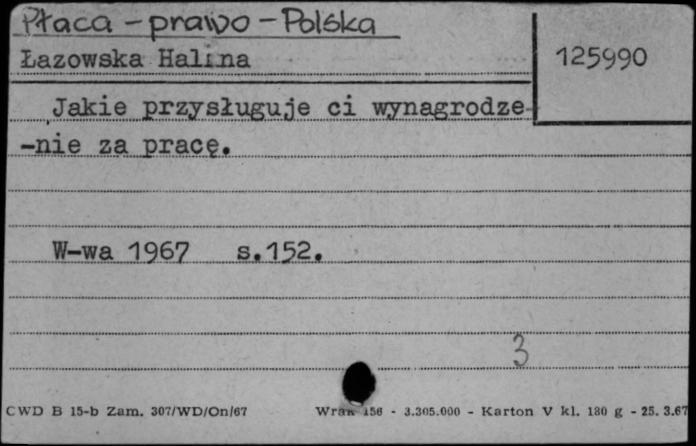 Płaca - prawo - Polska
Łazowska Halina
125990
Jakie przysługuje ci wynagrodze-
-nie za pracę.
W-wa 1967 s.152.
3
CWD B 15-b Zam. 307/WD/On/67
156 - 3.305.000 - Karton V kl. 180 g - 25. 3.67